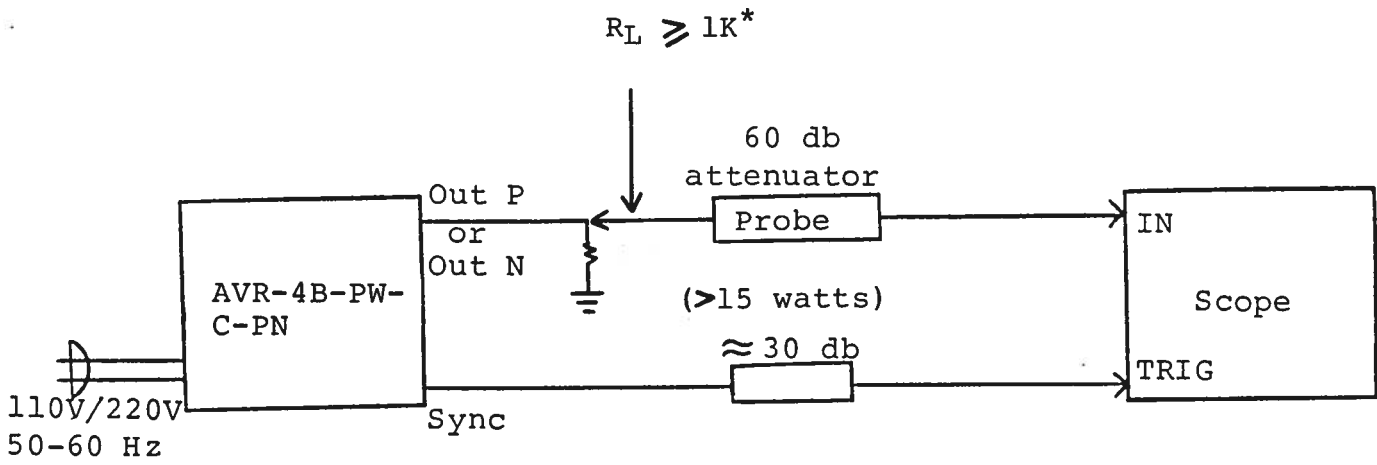 R_L ≥ 1K*
60 db
attenuator
Probe
Out P
or
Out N
IN
AVR-4B-PW-
C-PN
(>15 watts)
≈ 30 db
Scope
TRIG
Sync
110V/220V
50-60 Hz